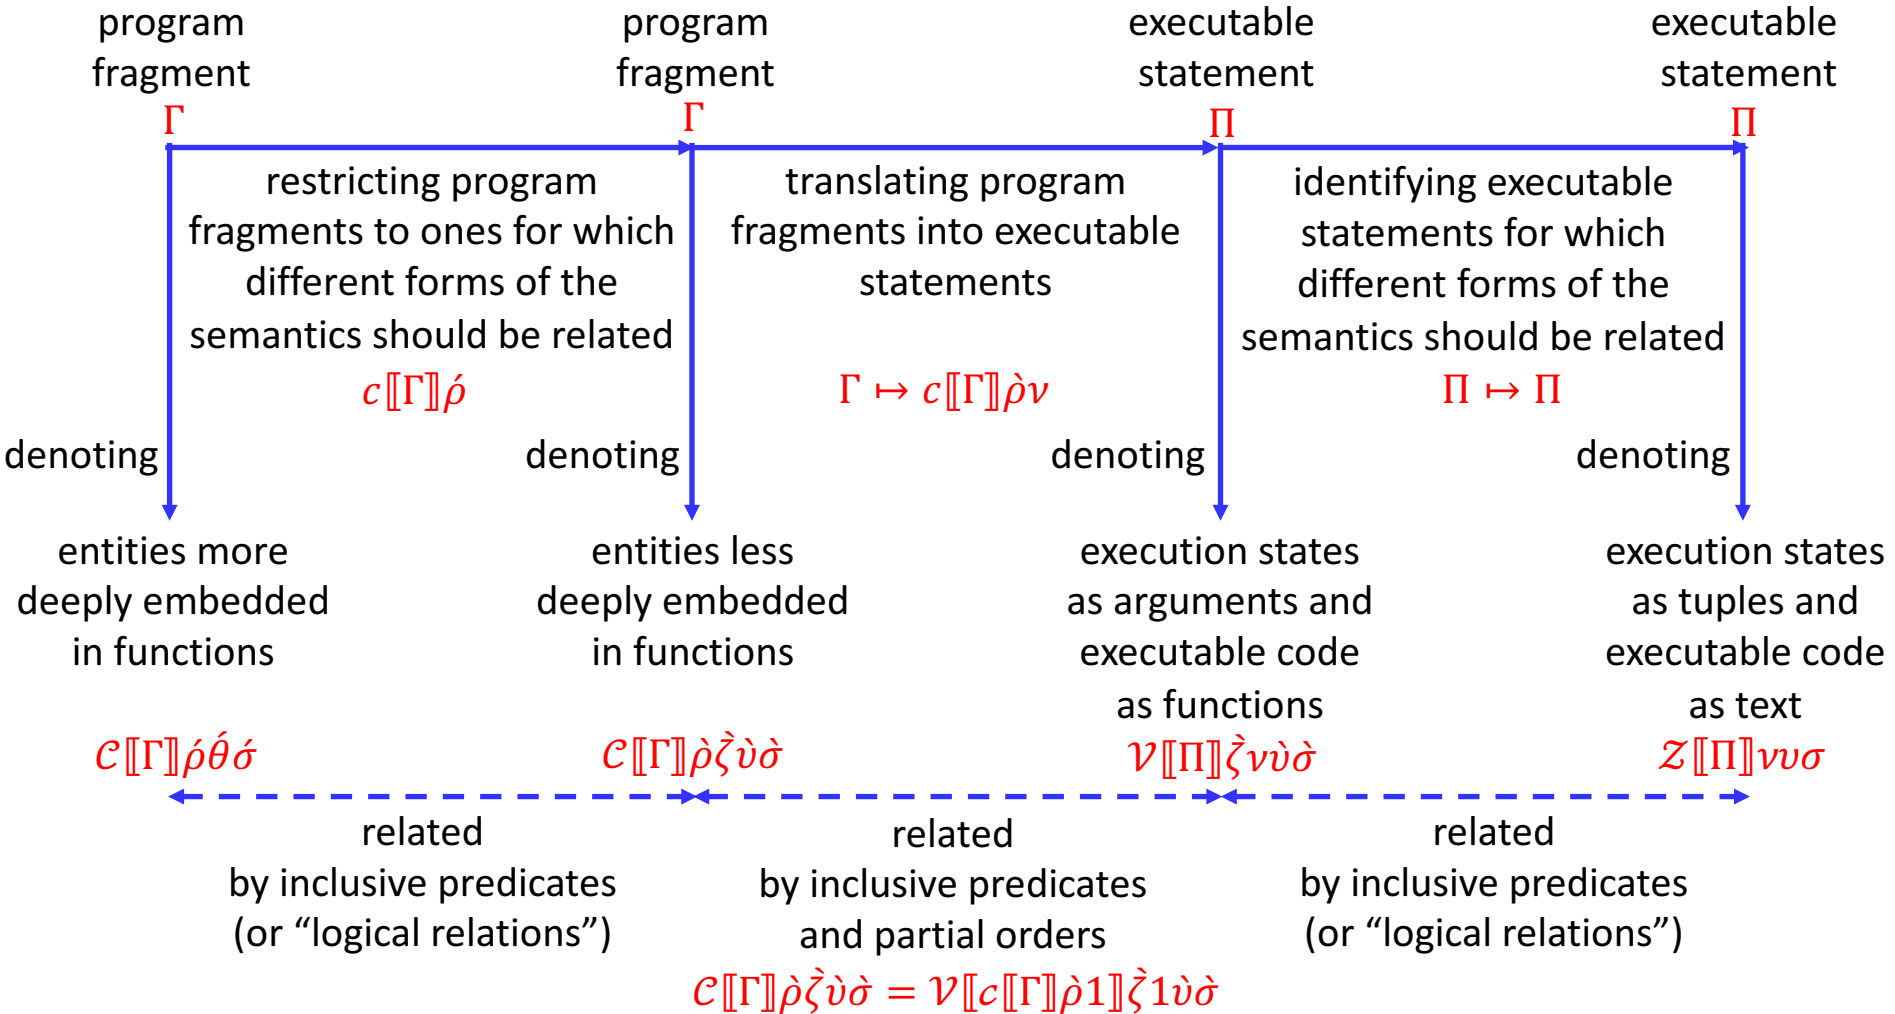 program
fragment
Γ
program
fragment
Γ
executable
statement
Π
executable
statement
Π
restricting program
fragments to ones for which
different forms of the
semantics should be related
𝑐⟦Γ⟧𝜌́
translating program
fragments into executable
statements
Γ ↦ 𝑐⟦Γ⟧𝜌̀𝜈
identifying executable
statements for which
different forms of the
semantics should be related
Π ↦ Π
denoting
denoting
denoting
denoting
entities more
deeply embedded
in functions
𝒞⟦Γ⟧𝜌́𝜃́𝜎́
entities less
deeply embedded
in functions
𝒞⟦Γ⟧𝜌̀𝜁̌̀𝜐̀𝜎̀
execution states
as arguments and
executable code
as functions
𝒱⟦Π⟧𝜁̌̀𝜈𝜐̀𝜎̀
execution states
as tuples and
executable code
as text
𝒵⟦Π⟧𝜈𝜐𝜎
related
by inclusive predicates
(or “logical relations”)
related
by inclusive predicates
and partial orders
𝒞⟦Γ⟧𝜌̀𝜁̌̀𝜐̀𝜎̀ = 𝒱⟦𝑐⟦Γ⟧𝜌̀1⟧𝜁̌̀1𝜐̀𝜎̀
related
by inclusive predicates
(or “logical relations”)